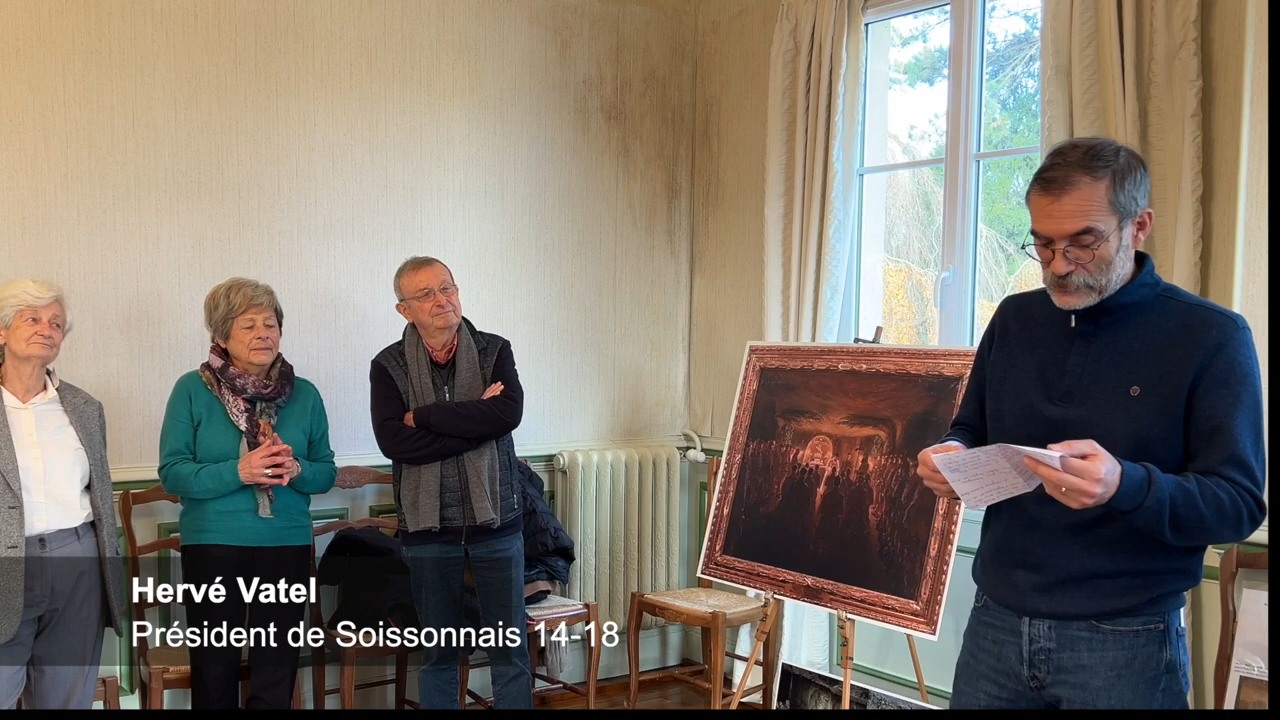 Hervé Vatel
Président de Soissonnais 14-18